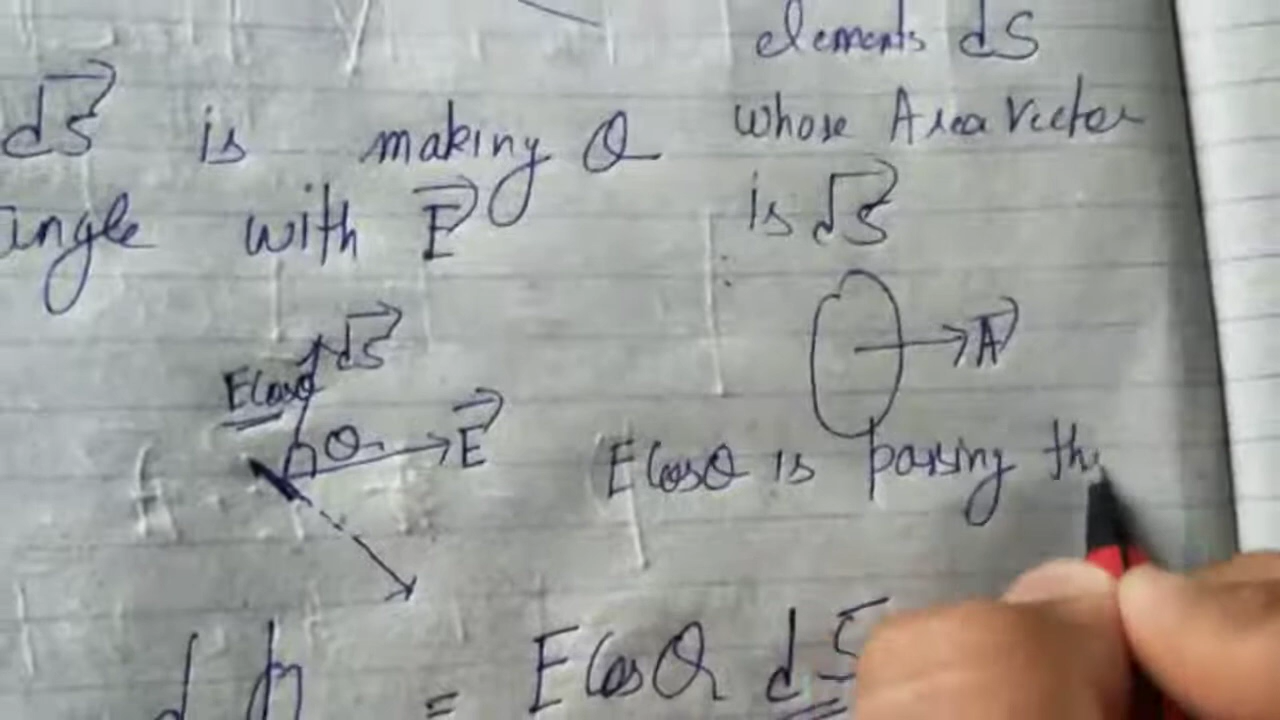 elements dS
dS is making θ
whose Area Vector
angle with E
is dS
dS
E Cosθ
θ
E
A
E Cosθ is passing th
dϕ = E Cosθ dS